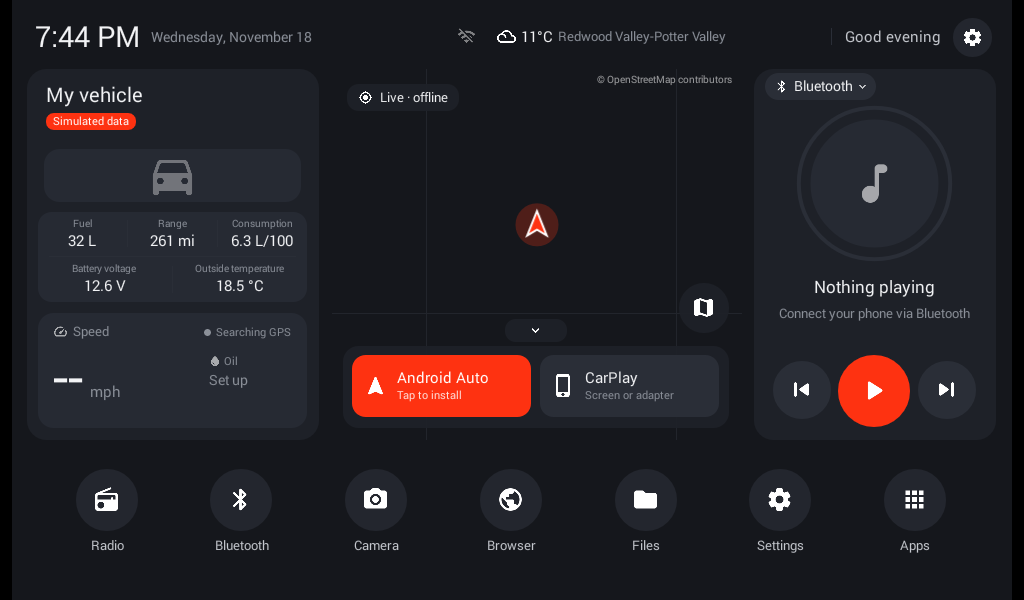 7:44 PM
Wednesday, November 18
11°C Redwood Valley-Potter Valley
Good evening
My vehicle
Simulated data
Fuel
32 L
Range
261 mi
Consumption
6.3 L/100
Battery voltage
12.6 V
Outside temperature
18.5 °C
Speed
Searching GPS
-- mph
Oil
Set up
Live · offline
© OpenStreetMap contributors
Android Auto
Tap to install
CarPlay
Screen or adapter
Bluetooth
Nothing playing
Connect your phone via Bluetooth
Radio
Bluetooth
Camera
Browser
Files
Settings
Apps